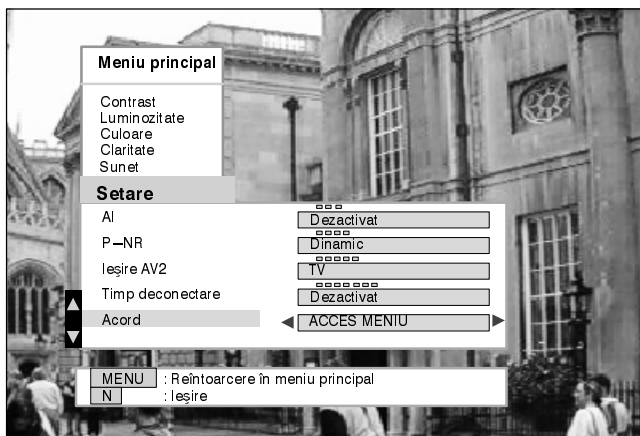 Meniu principal
Contrast
Luminozitate
Culoare
Claritate
Sunet
Setare
AI Dezactivat
P–NR Dinamic
Ieşire AV2 TV
Timp deconectare Dezactivat
Acord ACCES MENIU
MENU : Reîntoarcere în meniu principal
N : Ieşire